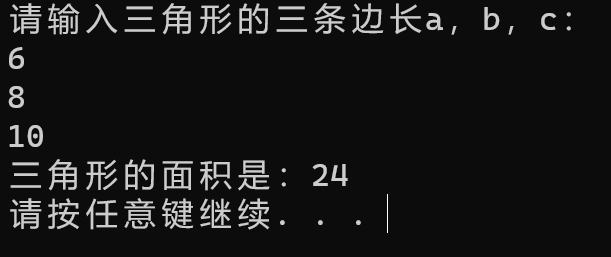 请输入三角形的三条边长a, b, c:
6
8
10
三角形的面积是: 24
请按任意键继续. . .